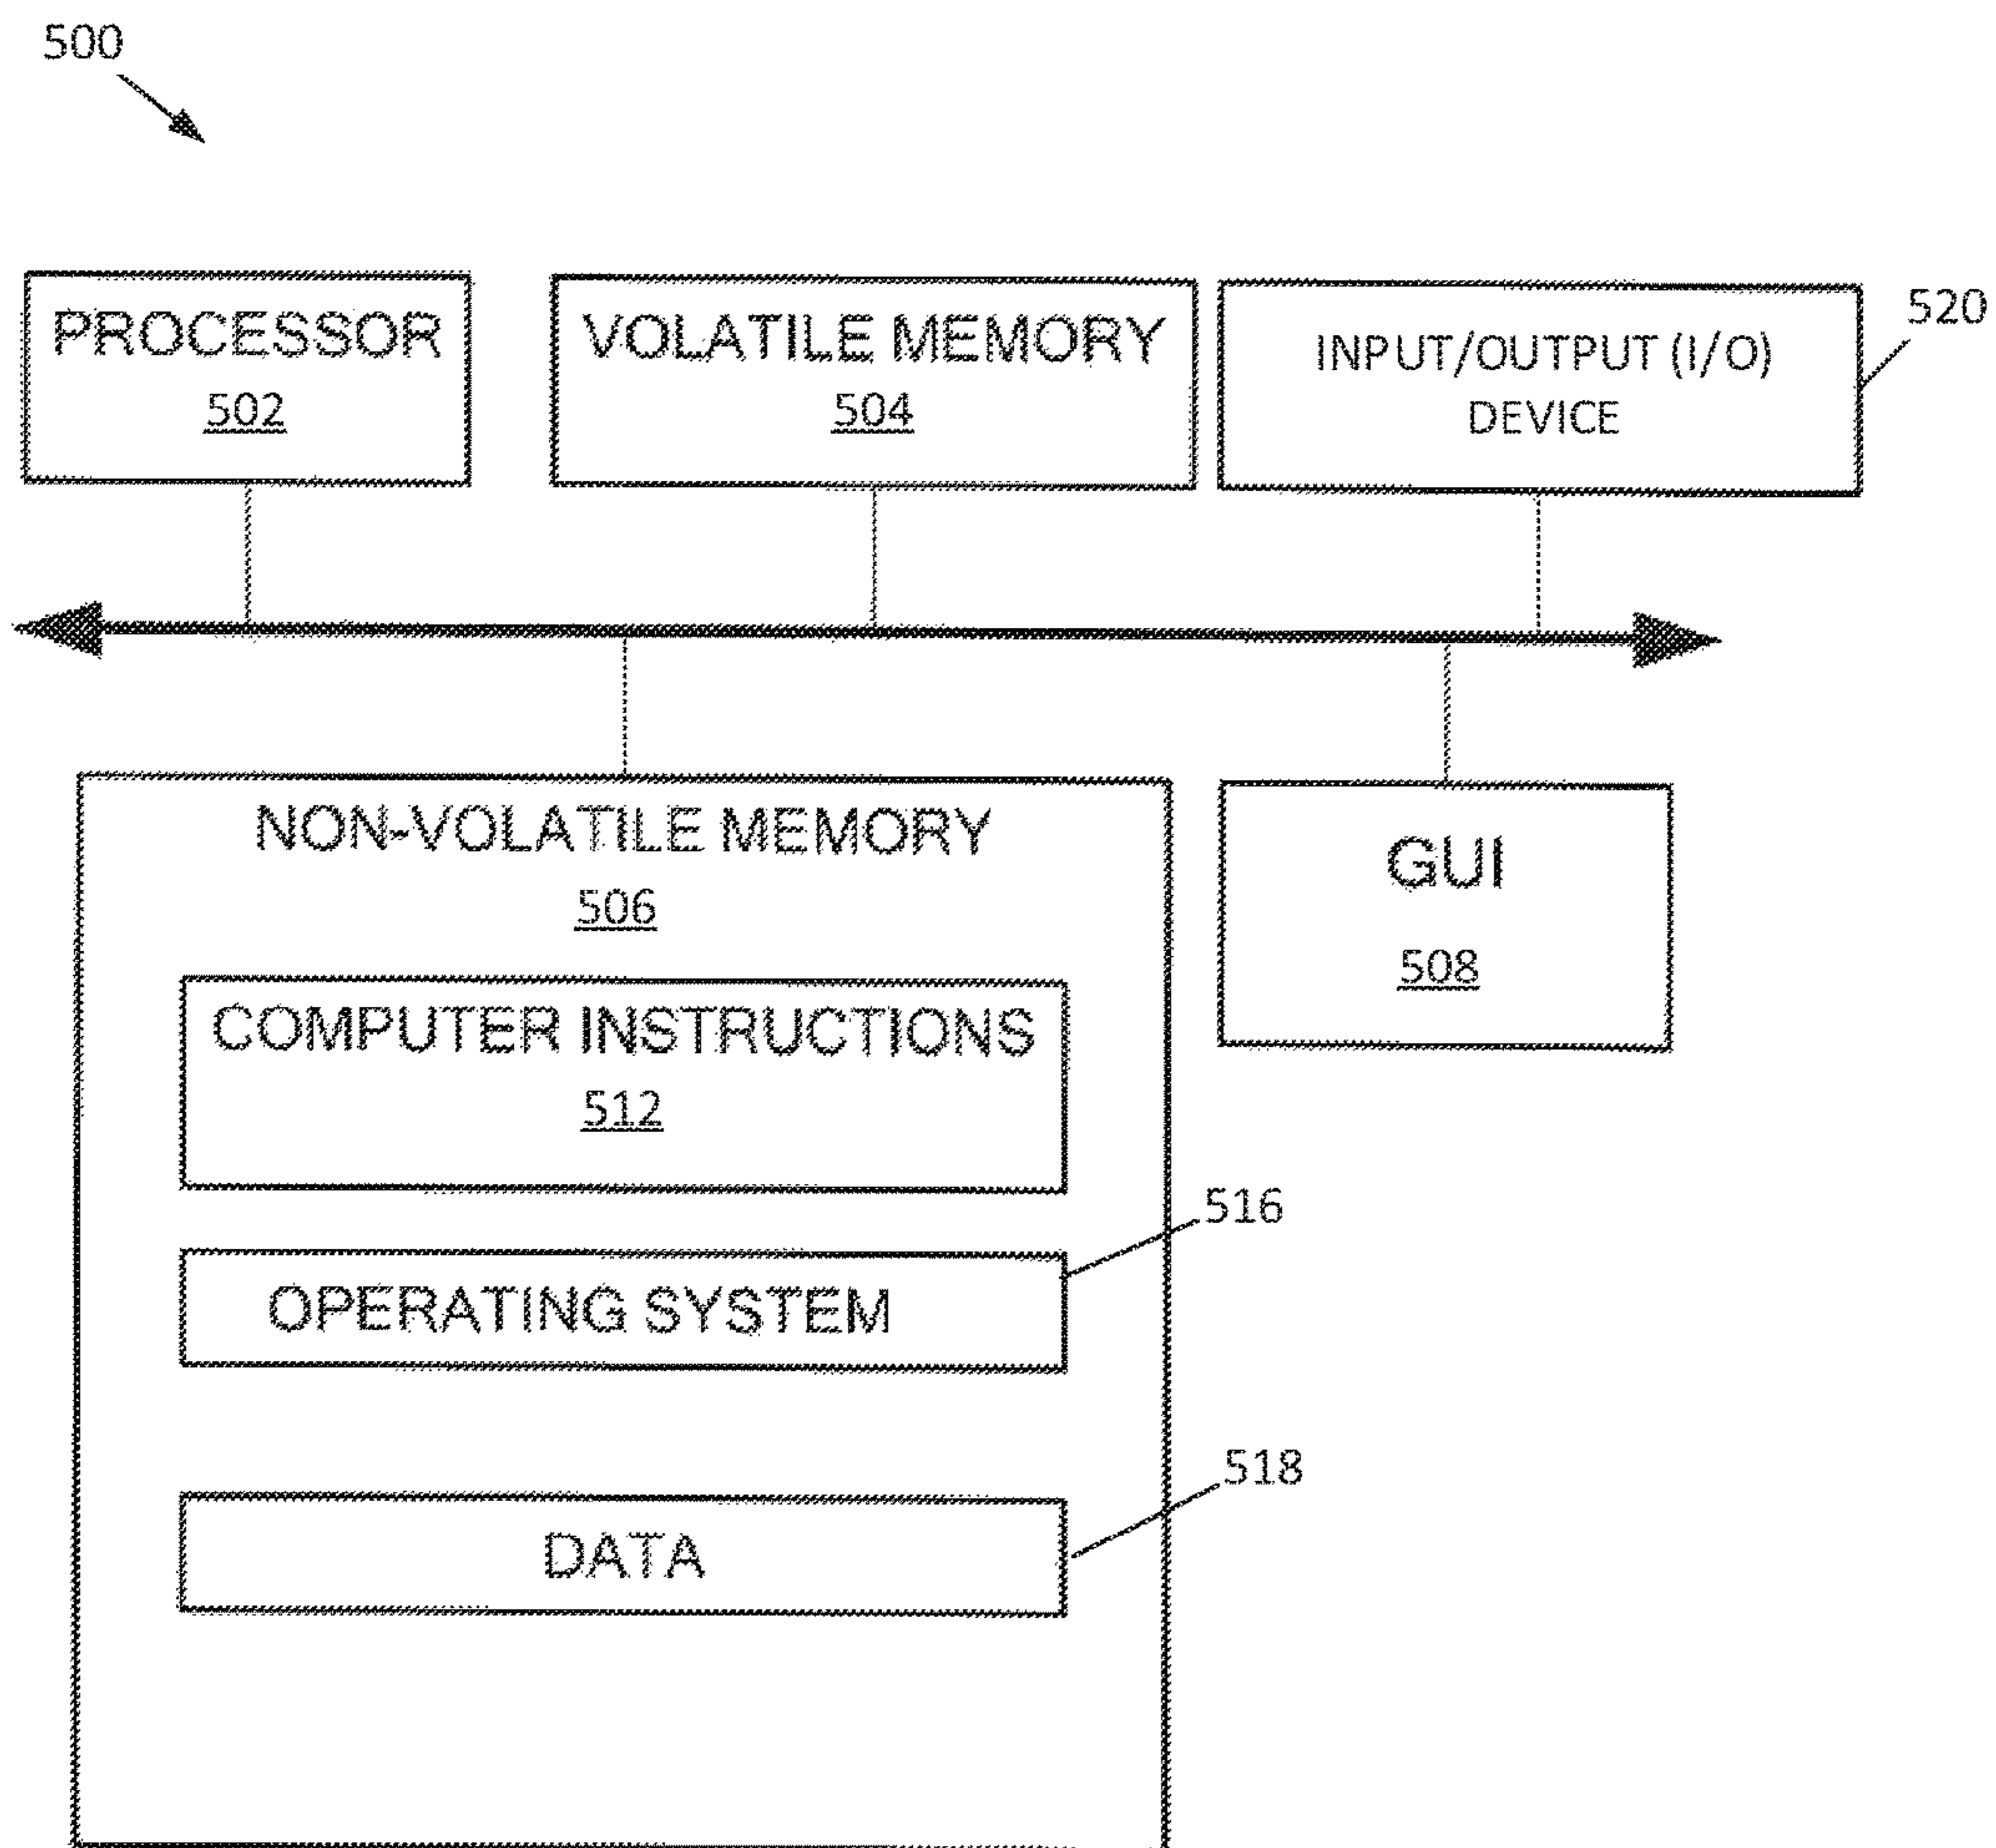 500
PROCESSOR
502
VOLATILE MEMORY
504
INPUT/OUTPUT (I/O)
DEVICE
520
NON-VOLATILE MEMORY
506
GUI
508
COMPUTER INSTRUCTIONS
512
516
OPERATING SYSTEM
518
DATA